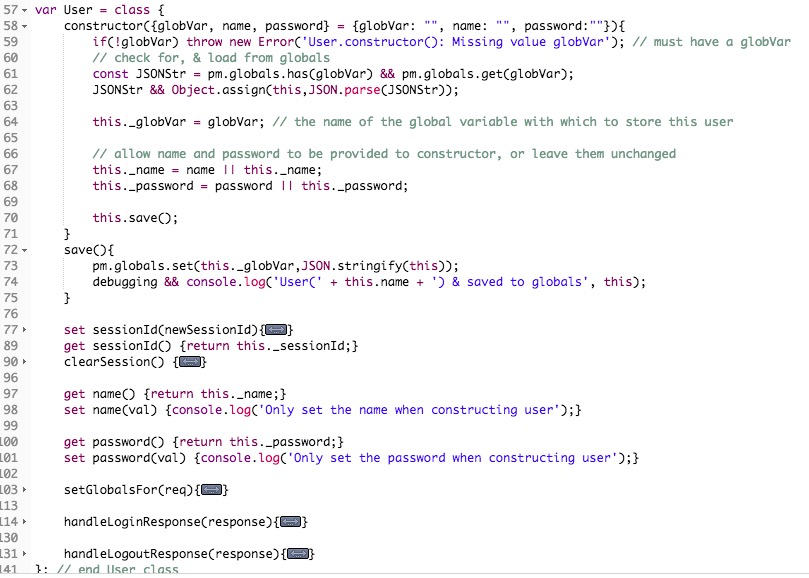 57 var User = class {
58 constructor({globVar, name, password} = {globVar: "", name: "", password:""}){
59 if(!globVar) throw new Error('User.constructor(): Missing value globVar'); // must have a globVar
60 // check for, & load from globals
61 const JSONStr = pm.globals.has(globVar) && pm.globals.get(globVar);
62 JSONStr && Object.assign(this,JSON.parse(JSONStr));
63
64 this._globVar = globVar; // the name of the global variable with which to store this user
65
66 // allow name and password to be provided to constructor, or leave them unchanged
67 this._name = name || this._name;
68 this._password = password || this._password;
69
70 this.save();
71 }
72 save(){
73 pm.globals.set(this._globVar,JSON.stringify(this));
74 debugging && console.log('User(' + this.name + ') & saved to globals', this);
75 }
76
77 set sessionId(newSessionId){}
89 get sessionId() {return this._sessionId;}
90 clearSession() {}
96
97 get name() {return this._name;}
98 set name(val) {console.log('Only set the name when constructing user');}
99
100 get password() {return this._password;}
101 set password(val) {console.log('Only set the password when constructing user');}
102
103 setGlobalsFor(req){}
113
114 handleLoginResponse(response){}
130
131 handleLogoutResponse(response){}
141 }; // end User class